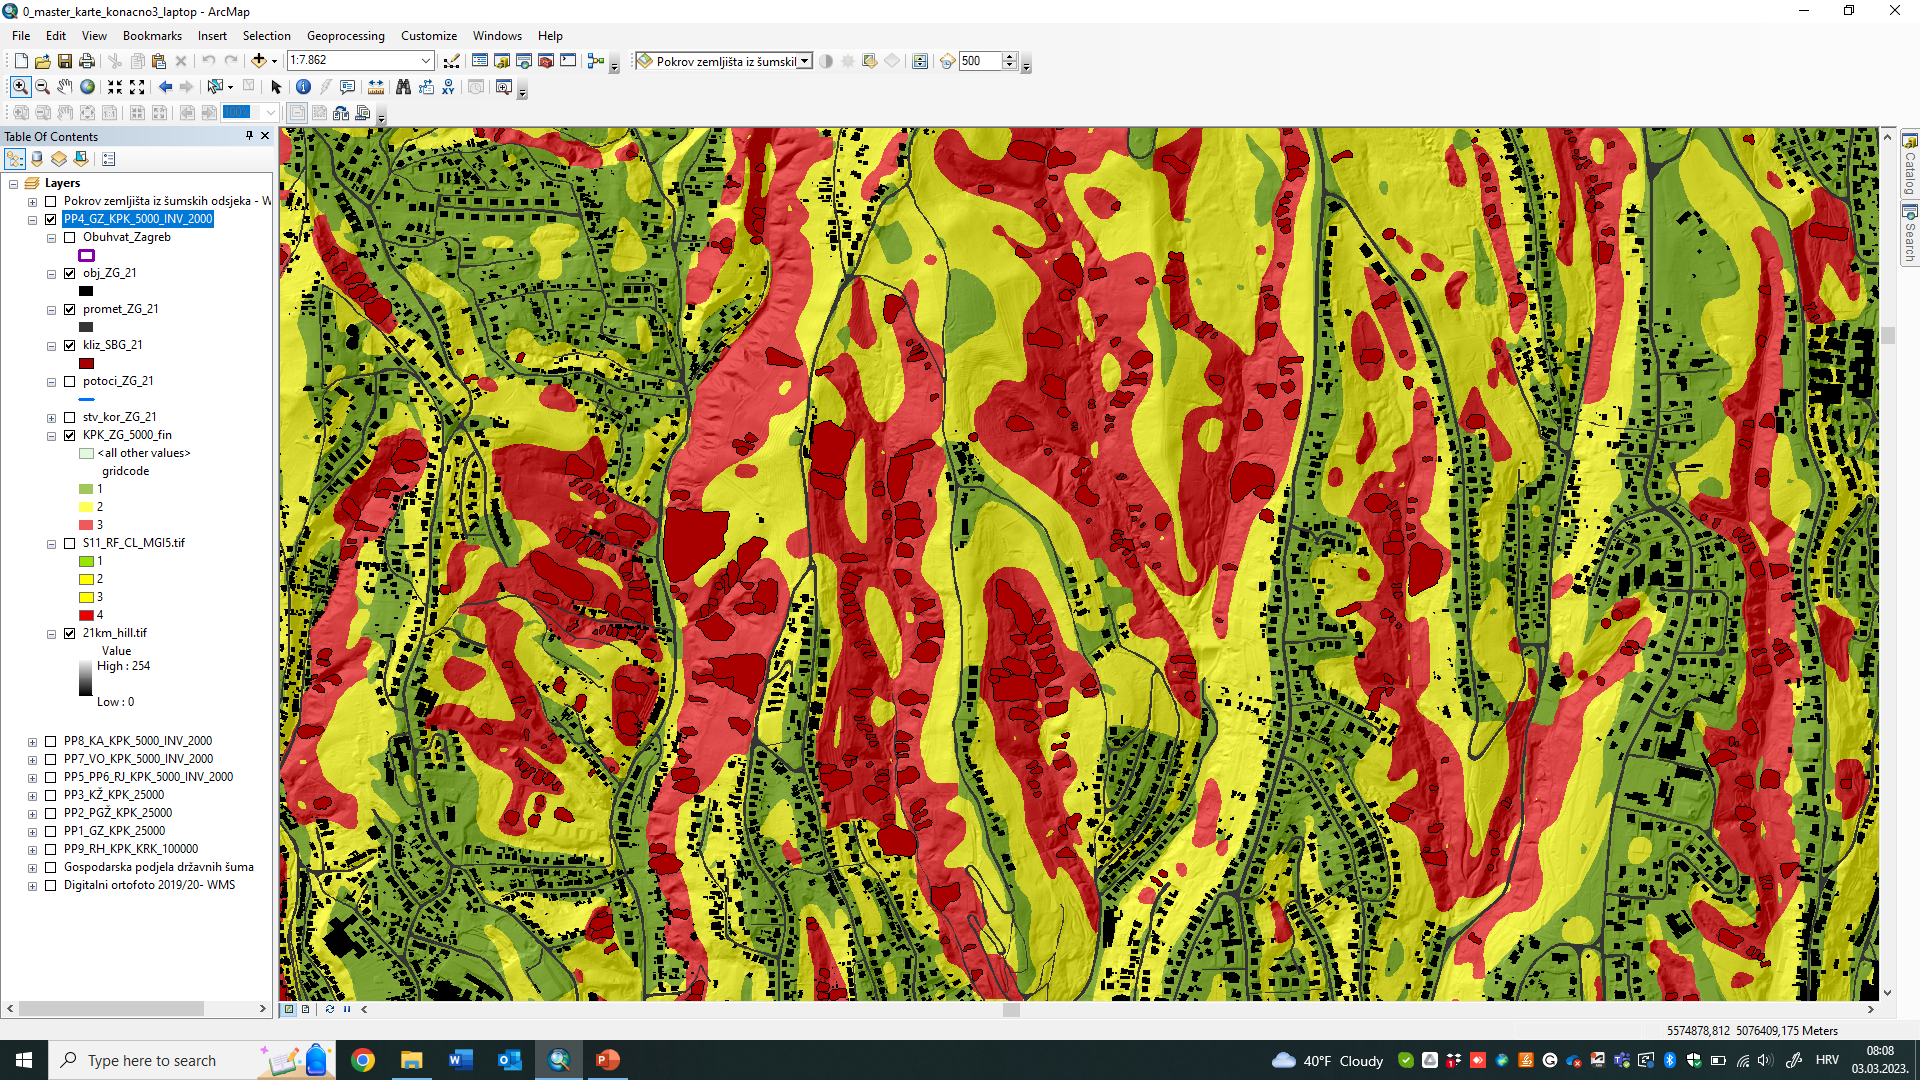 0_master_karte_konacno3_laptop - ArcMap
File Edit View Bookmarks Insert Selection Geoprocessing Customize Windows Help
1:7.862
Pokrov zemljišta iz šumskil
500
100%
Table Of Contents
Layers
Pokrov zemljišta iz šumskih odsjeka - W
PP4_GZ_KPK_5000_INV_2000
Obuhvat_Zagreb
obj_ZG_21
promet_ZG_21
kliz_SBG_21
potoci_ZG_21
stv_kor_ZG_21
KPK_ZG_5000_fin
<all other values>
gridcode
1
2
3
S11_RF_CL_MGI5.tif
1
2
3
4
21km_hill.tif
Value
High : 254
Low : 0
PP8_KA_KPK_5000_INV_2000
PP7_VO_KPK_5000_INV_2000
PP5_PP6_RJ_KPK_5000_INV_2000
PP3_KŽ_KPK_25000
PP2_PGŽ_KPK_25000
PP1_GZ_KPK_25000
PP9_RH_KPK_KRK_100000
Gospodarska podjela državnih šuma
Digitalni ortofoto 2019/20- WMS
Catalog
Search
5574878,812 5076409,175 Meters
Type here to search
40°F Cloudy
HRV
08:08
03.03.2023.